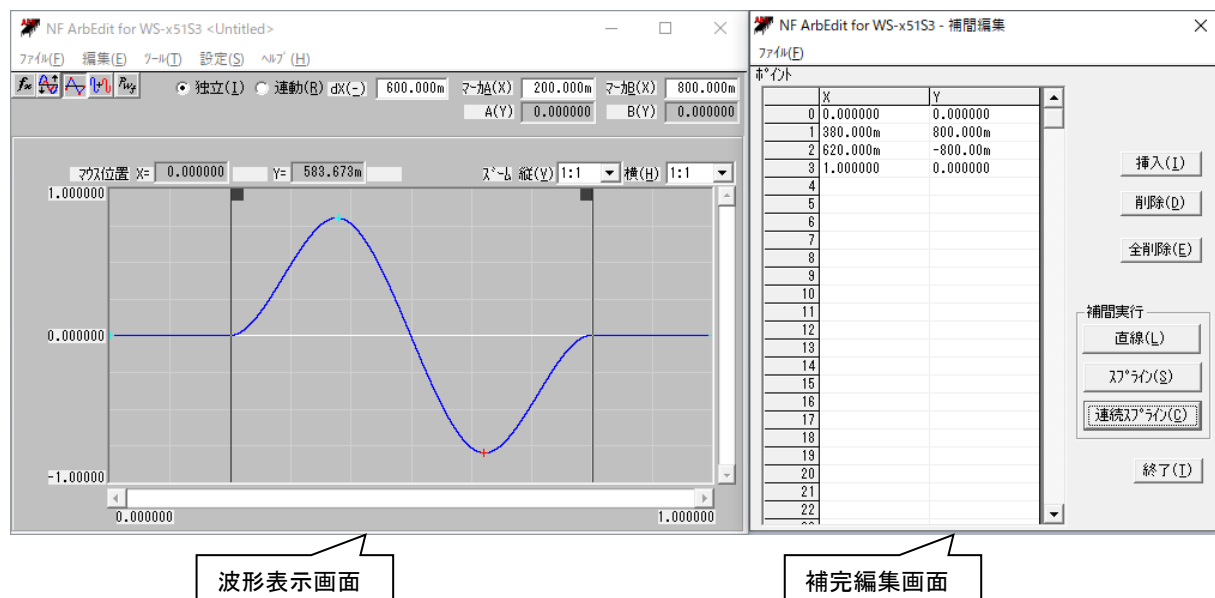 NF ArbEdit for WS-x51S3 <Untitled>
ファイル(F) 編集(E) ツール(T) 設定(S) ヘルプ(H)
独立(I) 連動(R) dX(-) 600.000m マーカA(X) 200.000m マーカB(X) 800.000m
A(Y) 0.000000 B(Y) 0.000000
マウス位置 X= 0.000000 Y= 583.673m ズーム 縦(V) 1:1 横(H) 1:1
1.000000
0.000000
-1.00000
0.000000 1.000000
波形表示画面
NF ArbEdit for WS-x51S3 - 補間編集
ファイル(F)
ポイント
X Y
0 0.000000 0.000000
1 380.000m 800.000m
2 620.000m -800.00m
3 1.000000 0.000000
4
5
6
7
8
9
10
11
12
13
14
15
16
17
18
19
20
21
22
挿入(I)
削除(D)
全削除(E)
補間実行
直線(L)
スプライン(S)
連続スプライン(C)
終了(T)
補完編集画面